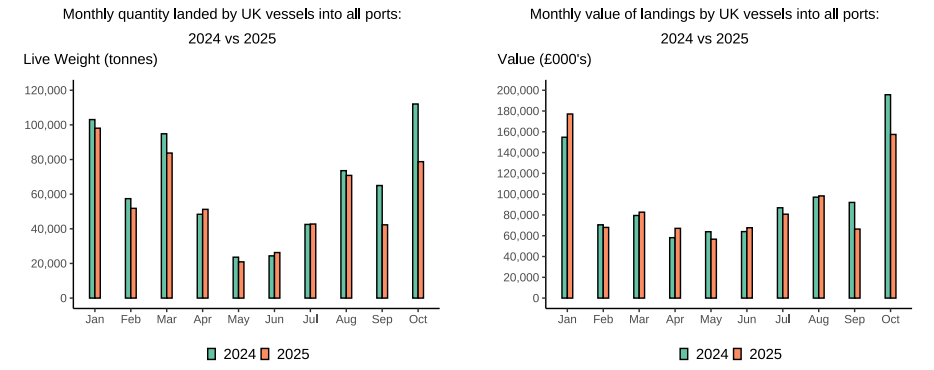 Monthly quantity landed by UK vessels into all ports:
2024 vs 2025
Live Weight (tonnes)
120,000
100,000
80,000
60,000
40,000
20,000
0
Jan Feb Mar Apr May Jun Jul Aug Sep Oct
2024 2025
Monthly value of landings by UK vessels into all ports:
2024 vs 2025
Value (£000's)
200,000
180,000
160,000
140,000
120,000
100,000
80,000
60,000
40,000
20,000
0
Jan Feb Mar Apr May Jun Jul Aug Sep Oct
2024 2025